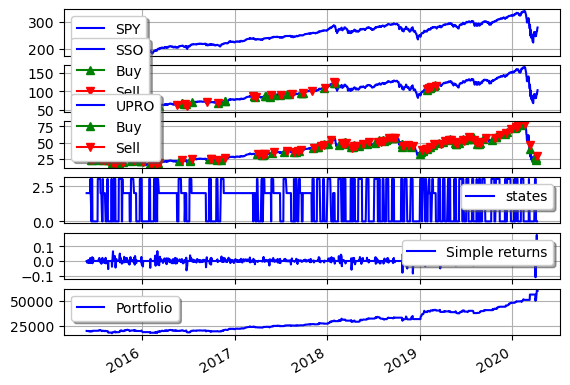 350
SPY
200
SSO
Buy
Sell
150
100
50
UPRO
Buy
Sell
75
50
25
2.5
0.0
states
0.1
0.0
−0.1
Simple returns
50000
25000
Portfolio
2016
2017
2018
2019
2020